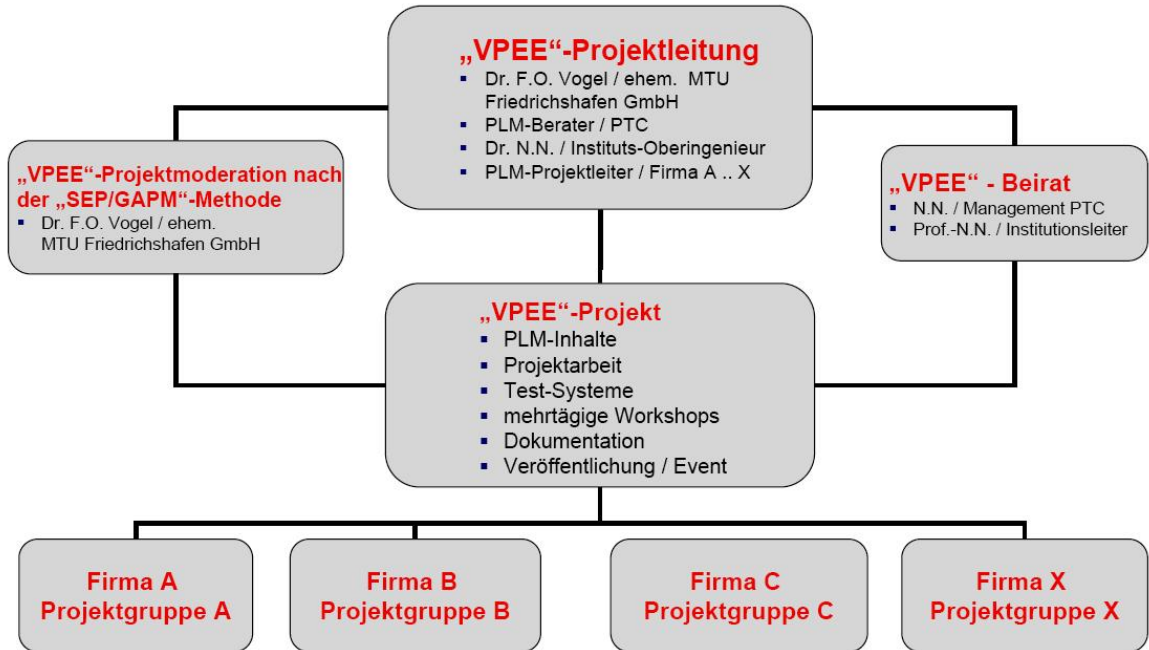 „VPEE“-Projektleitung
▪ Dr. F.O. Vogel / ehem. MTU
Friedrichshafen GmbH
▪ PLM-Berater / PTC
▪ Dr. N.N. / Instituts-Oberingenieur
▪ PLM-Projektleiter / Firma A .. X
„VPEE“-Projektmoderation nach
der „SEP/GAPM“-Methode
▪ Dr. F.O. Vogel / ehem.
MTU Friedrichshafen GmbH
„VPEE“ - Beirat
▪ N.N. / Management PTC
▪ Prof.-N.N. / Institutionsleiter
„VPEE“-Projekt
▪ PLM-Inhalte
▪ Projektarbeit
▪ Test-Systeme
▪ mehrtägige Workshops
▪ Dokumentation
▪ Veröffentlichung / Event
Firma A
Projektgruppe A
Firma B
Projektgruppe B
Firma C
Projektgruppe C
Firma X
Projektgruppe X